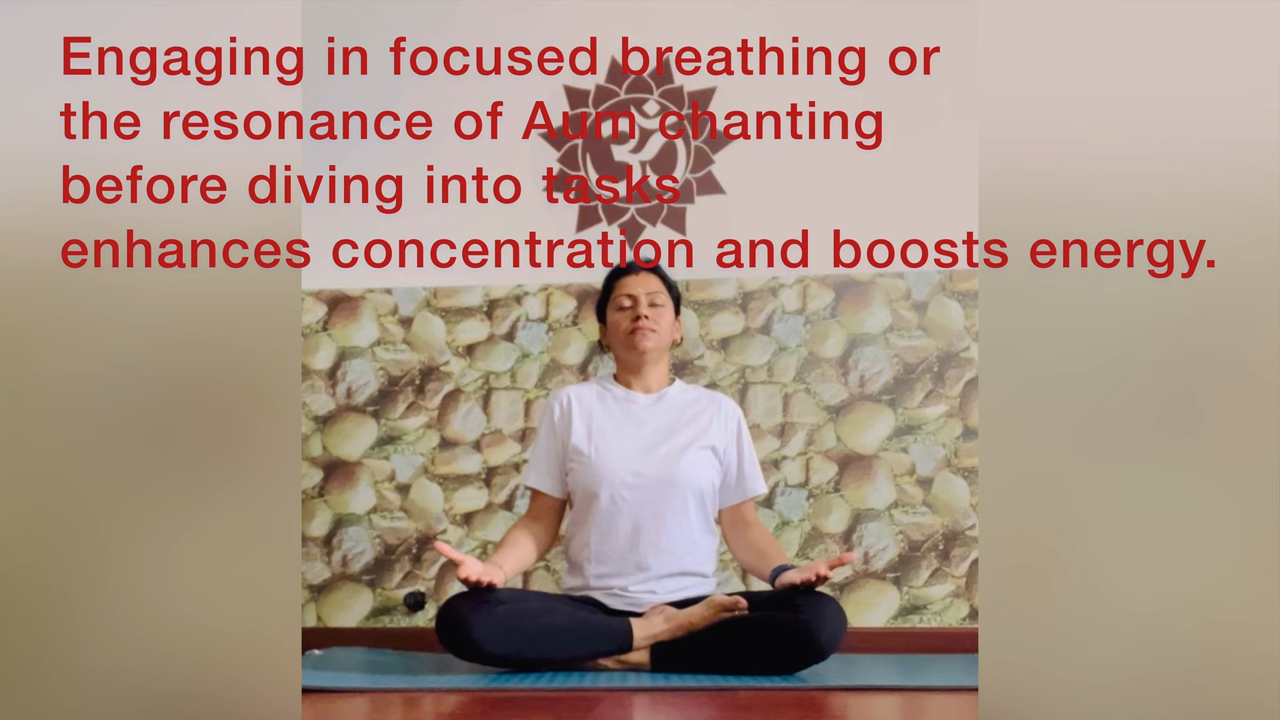 Engaging in focused breathing or
the resonance of Aum chanting
before diving into tasks
enhances concentration and boosts energy.
ॐ